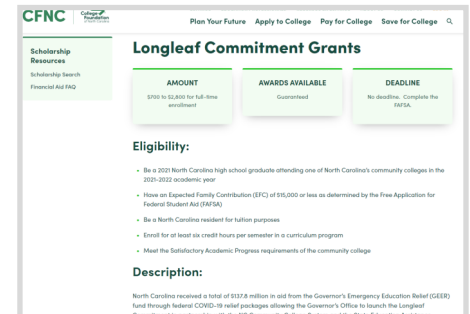 CFNC College Foundation
Plan Your Future Apply to College Pay for College Save for College
Scholarship
Resources
Scholarship Search
Financial Aid FAQ
Longleaf Commitment Grants
AMOUNT
$700 to $2,800 for full-time
enrollment
AWARDS AVAILABLE
Guaranteed
DEADLINE
No deadline. Complete the
FAFSA.
Eligibility:
• Be a 2021 North Carolina high school graduate attending one of North Carolina's community colleges in the
2021-2022 academic year
• Have an Expected Family Contribution (EFC) of $15,000 or less as determined by the Free Application for
Federal Student Aid (FAFSA)
• Be a North Carolina resident for tuition purposes
• Enroll for at least six credit hours per semester in a curriculum program
• Meet the Satisfactory Academic Progress requirements of the community college
Description:
North Carolina received a total of $137.8 million in aid from the Governor's Emergency Education Relief (GEER)
fund through federal COVID-19 relief packages allowing the Governor's Office to launch the Longleaf